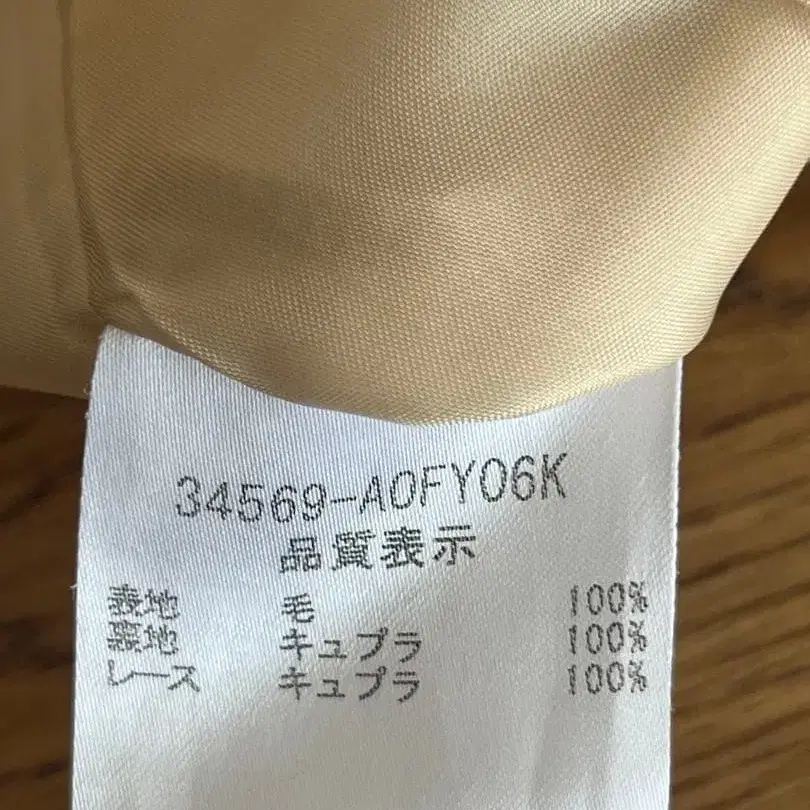 34569-A0FY06K
品質表示
表地 毛 100%
裏地 キュプラ 100%
レース キュプラ 100%